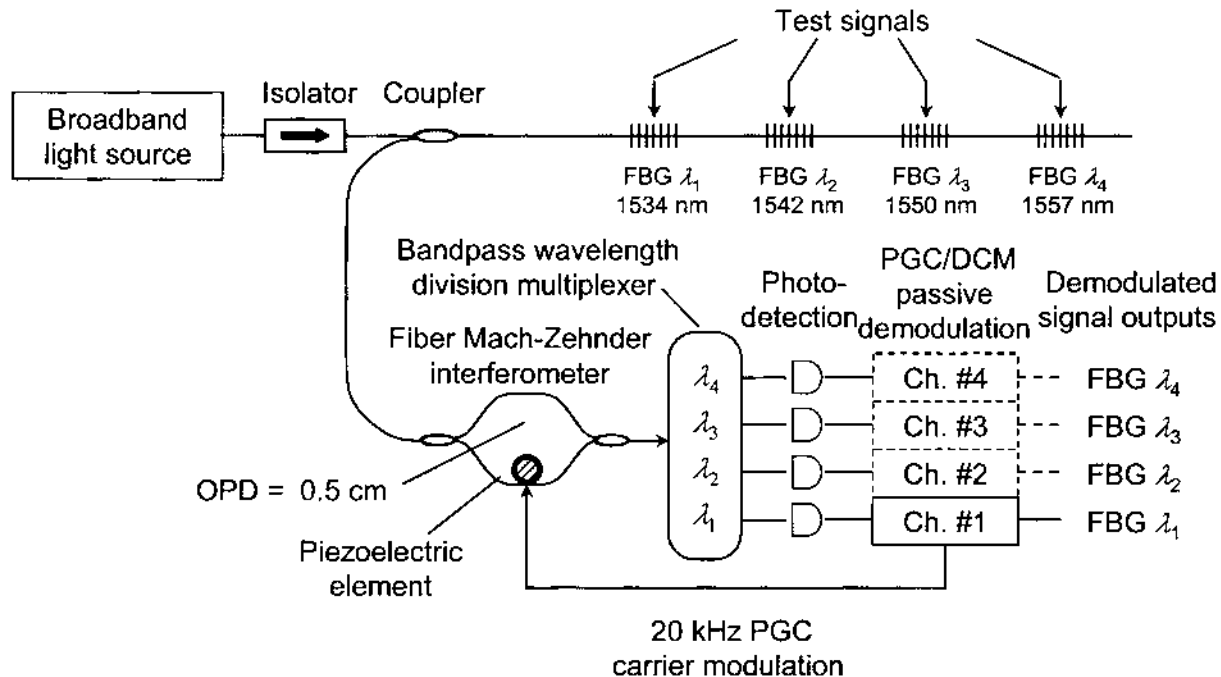 Test signals
Isolator
Coupler
Broadband
light source
FBG λ₁
1534 nm
FBG λ₂
1542 nm
FBG λ₃
1550 nm
FBG λ₄
1557 nm
Bandpass wavelength
division multiplexer
Photo-
detection
PGC/DCM
passive
demodulation
Demodulated
signal outputs
Fiber Mach-Zehnder
interferometer
λ₄
Ch. #4
FBG λ₄
λ₃
Ch. #3
FBG λ₃
λ₂
Ch. #2
FBG λ₂
λ₁
Ch. #1
FBG λ₁
OPD = 0.5 cm
Piezoelectric
element
20 kHz PGC
carrier modulation